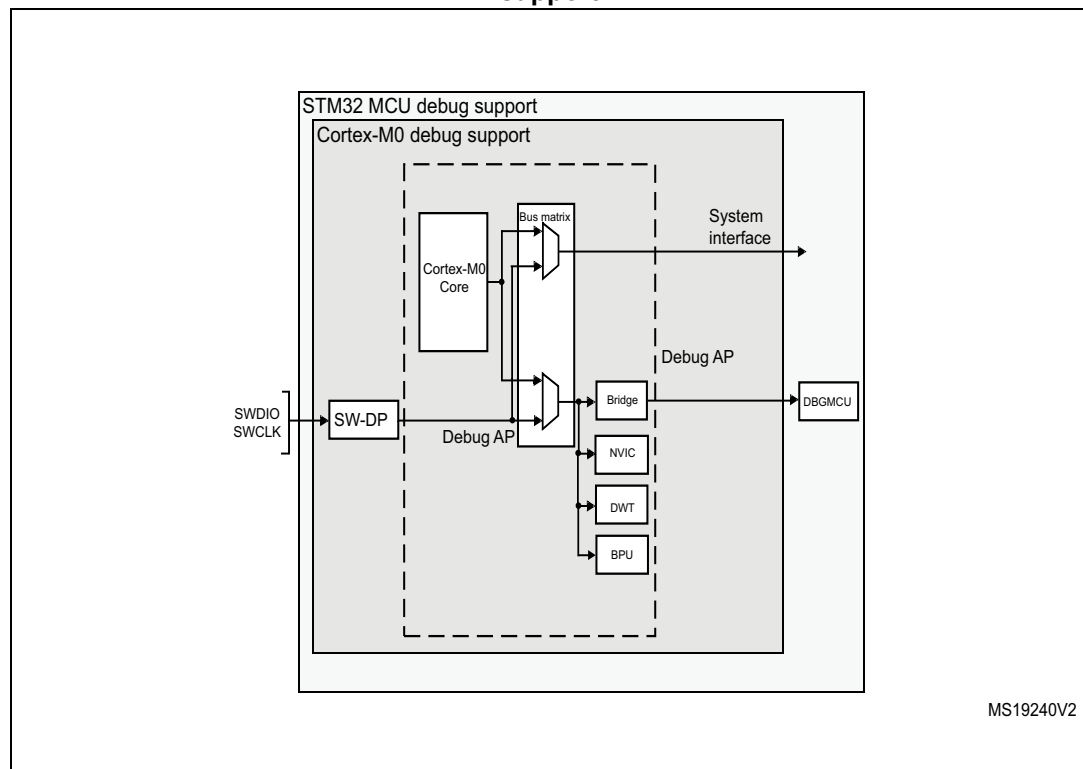 STM32 MCU debug support
Cortex-M0 debug support
Bus matrix
System
interface
Cortex-M0
Core
Debug AP
Bridge
DBGMCU
SWDIO
SWCLK
SW-DP
Debug AP
NVIC
DWT
BPU
MS19240V2